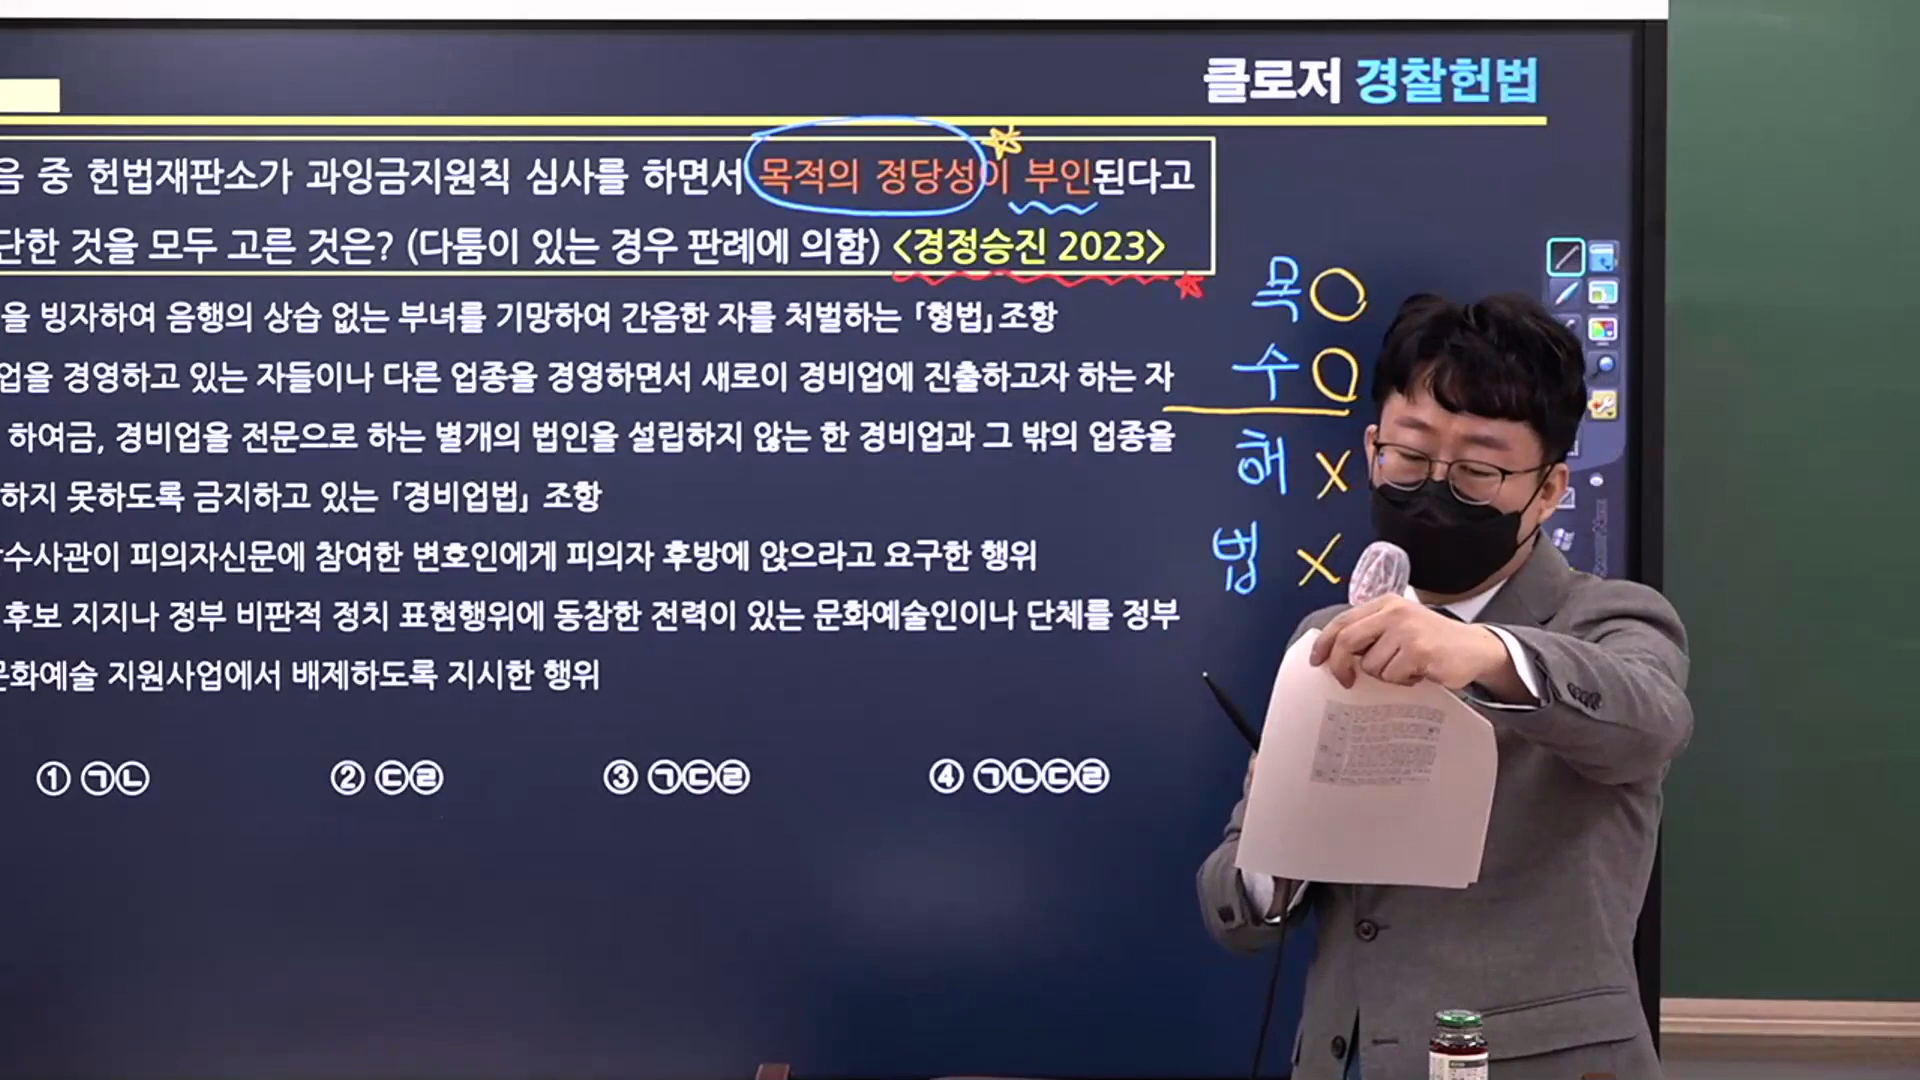 클로저 경찰헌법
음 중 헌법재판소가 과잉금지원칙 심사를 하면서 목적의 정당성이 부인된다고
단한 것을 모두 고른 것은? (다툼이 있는 경우 판례에 의함) <경정승진 2023>
을 빙자하여 음행의 상습 없는 부녀를 기망하여 간음한 자를 처벌하는 「형법」조항
업을 경영하고 있는 자들이나 다른 업종을 경영하면서 새로이 경비업에 진출하고자 하는 자
하여금, 경비업을 전문으로 하는 별개의 법인을 설립하지 않는 한 경비업과 그 밖의 업종을
하지 못하도록 금지하고 있는 「경비업법」 조항
수사관이 피의자신문에 참여한 변호인에게 피의자 후방에 앉으라고 요구한 행위
후보 지지나 정부 비판적 정치 표현행위에 동참한 전력이 있는 문화예술인이나 단체를 정부
문화예술 지원사업에서 배제하도록 지시한 행위
① ㉠㉡ ② ㉢㉣ ③ ㉠㉢㉣ ④ ㉠㉡㉢㉣
목 O
수 O
해 X
법 X